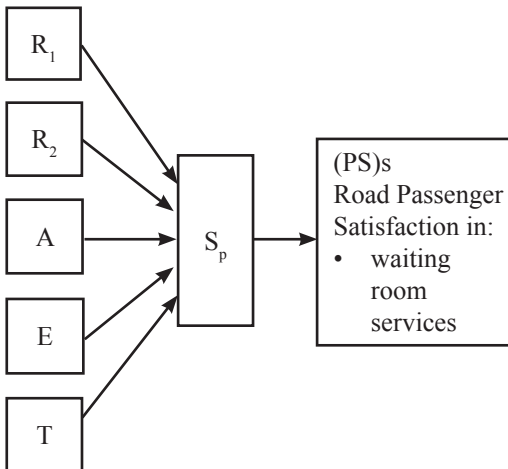 R₁
R₂
A
E
T
Sₚ
(PS)s
Road Passenger
Satisfaction in:
• waiting
room
services